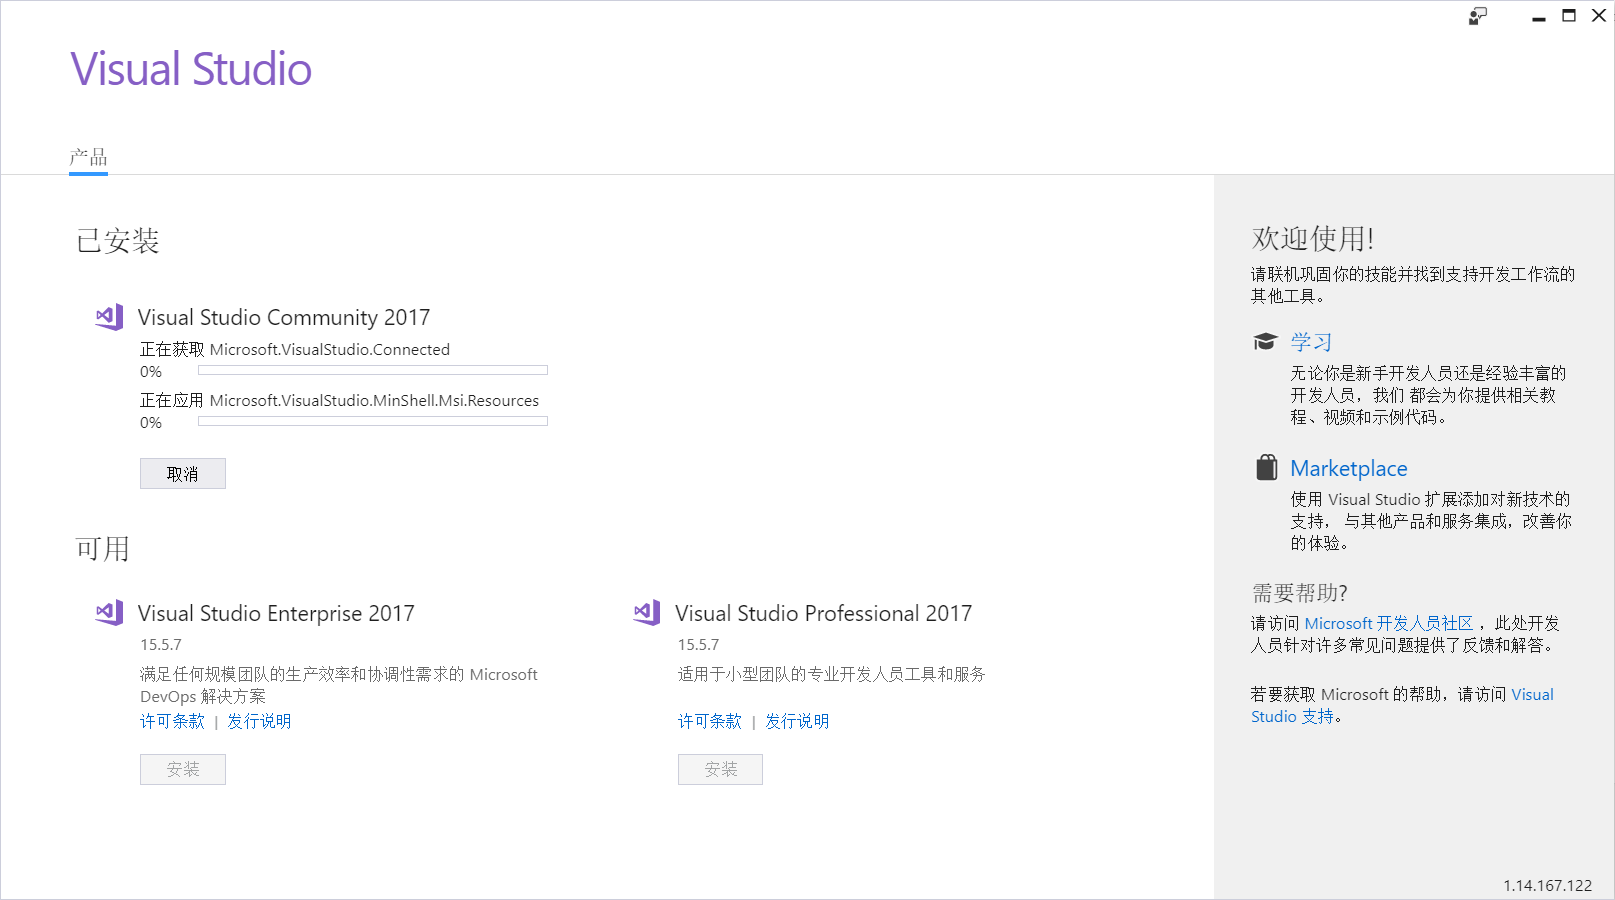 Visual Studio
产品
已安装
Visual Studio Community 2017
正在获取 Microsoft.VisualStudio.Connected
0%
正在应用 Microsoft.VisualStudio.MinShell.Msi.Resources
0%
取消
可用
Visual Studio Enterprise 2017
15.5.7
满足任何规模团队的生产效率和协调性需求的 Microsoft
DevOps 解决方案
许可条款 | 发行说明
安装
Visual Studio Professional 2017
15.5.7
适用于小型团队的专业开发人员工具和服务
许可条款 | 发行说明
安装
欢迎使用!
请联机巩固你的技能并找到支持开发工作流的
其他工具。
学习
无论你是新手开发人员还是经验丰富的
开发人员，我们 都会为你提供相关教
程、视频和示例代码。
Marketplace
使用 Visual Studio 扩展添加对新技术的
支持， 与其他产品和服务集成，改善你
的体验。
需要帮助?
请访问 Microsoft 开发人员社区 ，此处开发
人员针对许多常见问题提供了反馈和解答。
若要获取 Microsoft 的帮助，请访问 Visual
Studio 支持。
1.14.167.122